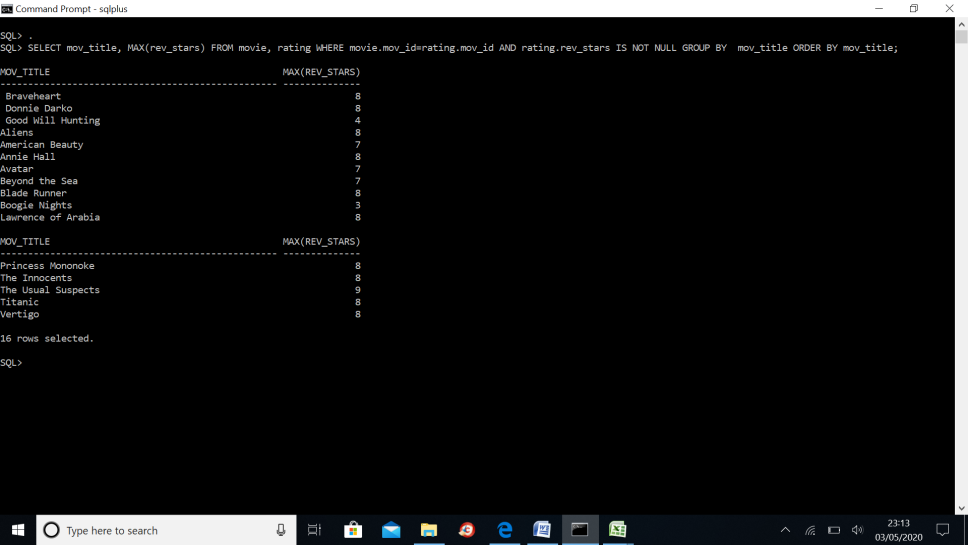 Command Prompt - sqlplus
SQL> .
SQL> SELECT mov_title, MAX(rev_stars) FROM movie, rating WHERE movie.mov_id=rating.mov_id AND rating.rev_stars IS NOT NULL GROUP BY  mov_title ORDER BY mov_title;
MOV_TITLE MAX(REV_STARS)
-------------------------------------------------- --------------
 Braveheart 8
 Donnie Darko 8
 Good Will Hunting 4
Aliens 8
American Beauty 7
Annie Hall 8
Avatar 7
Beyond the Sea 7
Blade Runner 8
Boogie Nights 3
Lawrence of Arabia 8
MOV_TITLE MAX(REV_STARS)
-------------------------------------------------- --------------
Princess Mononoke 8
The Innocents 8
The Usual Suspects 9
Titanic 8
Vertigo 8
16 rows selected.
SQL>
Type here to search
23:13
03/05/2020